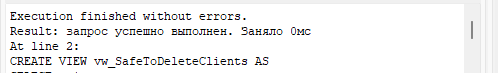 Execution finished without errors.
Result: запрос успешно выполнен. Заняло 0мс
At line 2:
CREATE VIEW vw_SafeToDeleteClients AS